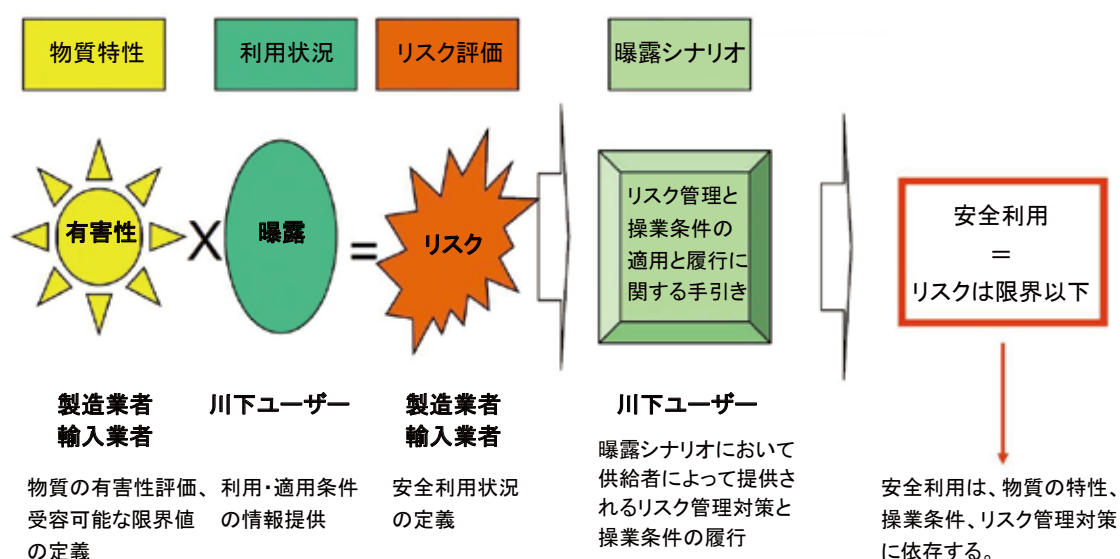 物質特性
利用状況
リスク評価
曝露シナリオ
有害性
X
曝露
=
リスク
リスク管理と
操業条件の
適用と履行に
関する手引き
安全利用
＝
リスクは限界以下
製造業者
輸入業者
川下ユーザー
製造業者
輸入業者
川下ユーザー
物質の有害性評価、
受容可能な限界値
の定義
利用・適用条件
の情報提供
安全利用状況
の定義
曝露シナリオにおいて
供給者によって提供さ
れるリスク管理対策と
操業条件の履行
安全利用は、物質の特性、
操業条件、リスク管理対策
に依存する。